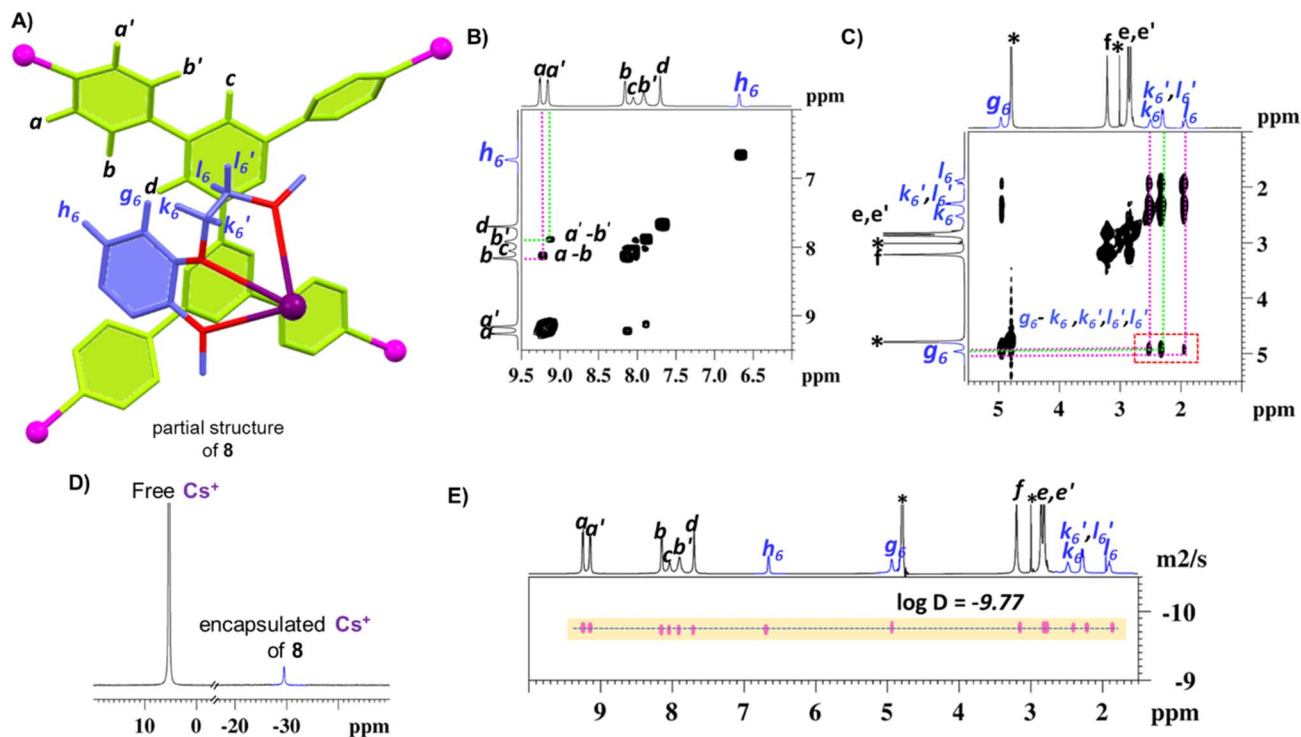 A)
a' b' c a b d
l6 l6' g6 k6 k6' h6
partial structure
of 8
B)
a a' b c b' d h6
ppm
h6
d
b'
c
b
a'
a
a'-b'
a-b
7
8
9
9.5 9.0 8.5 8.0 7.5 7.0 6.5
ppm
ppm
C)
g6 * f * e,e' k6 k6',l6' l6
ppm
l6
k6',l6'
k6
e,e'
*
f
*
g6
g6- k6 ,k6',l6',l6'
2
3
4
5
5 4 3 2
ppm
D)
Free Cs+
encapsulated Cs+
of 8
10 0 -20 -30 ppm
E)
a a' b c b' d h6 g6 * f * e,e' k6 k6',l6' l6
m2/s
log D = -9.77
-10
-9
9 8 7 6 5 4 3 2 ppm